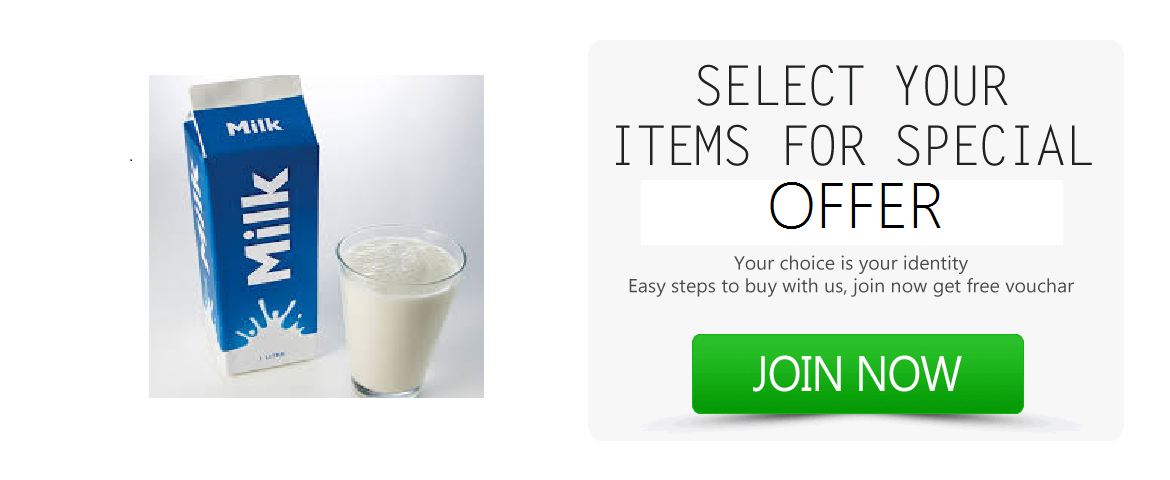 Milk
Milk
Milk
1 LITRE
SELECT YOUR
ITEMS FOR SPECIAL
OFFER
Your choice is your identity
Easy steps to buy with us, join now get free vouchar
JOIN NOW